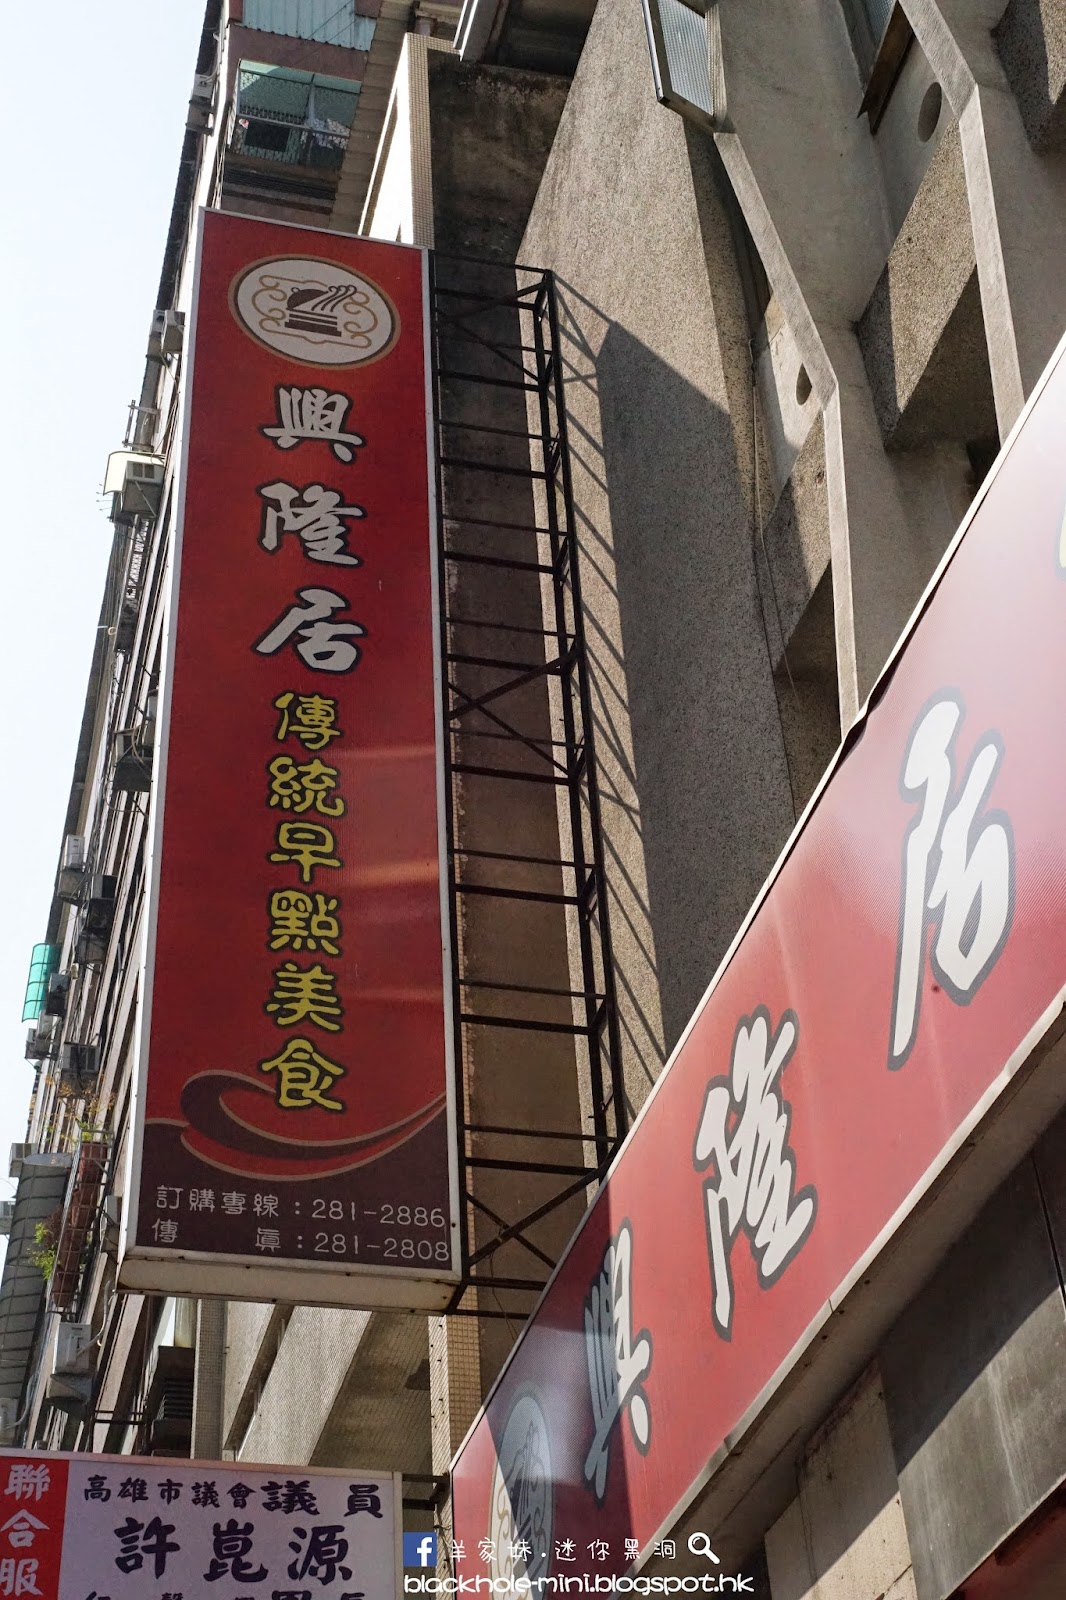 興隆居
傳統早點美食
訂購專線：281-2886
傳真：281-2808
興隆居
聯合服
高雄市議會議員
許崑源
羊家妹.迷你黑洞
blackhole-mini.blogspot.hk